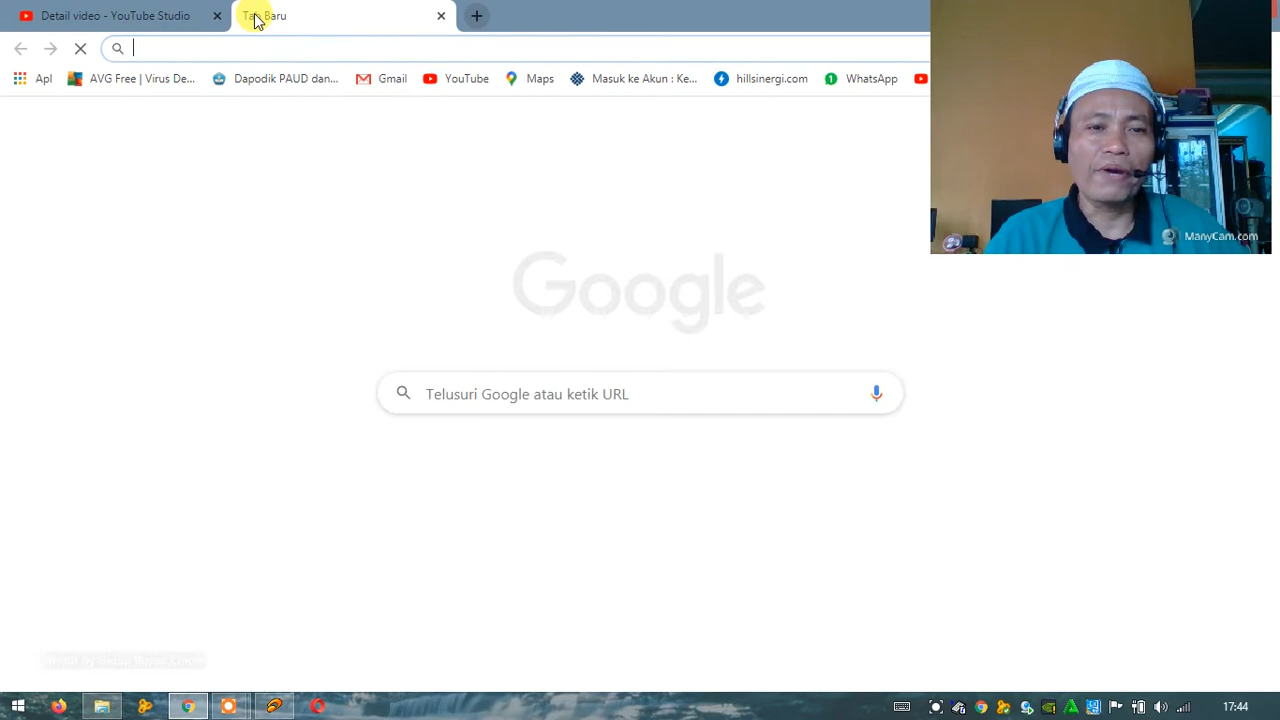 Detail video - YouTube Studio
Tab Baru
Apl
AVG Free | Virus De...
Dapodik PAUD dan...
Gmail
YouTube
Maps
Masuk ke Akun : Ke...
hillsinergi.com
WhatsApp
ManyCam.com
Google
Telusuri Google atau ketik URL
17:44